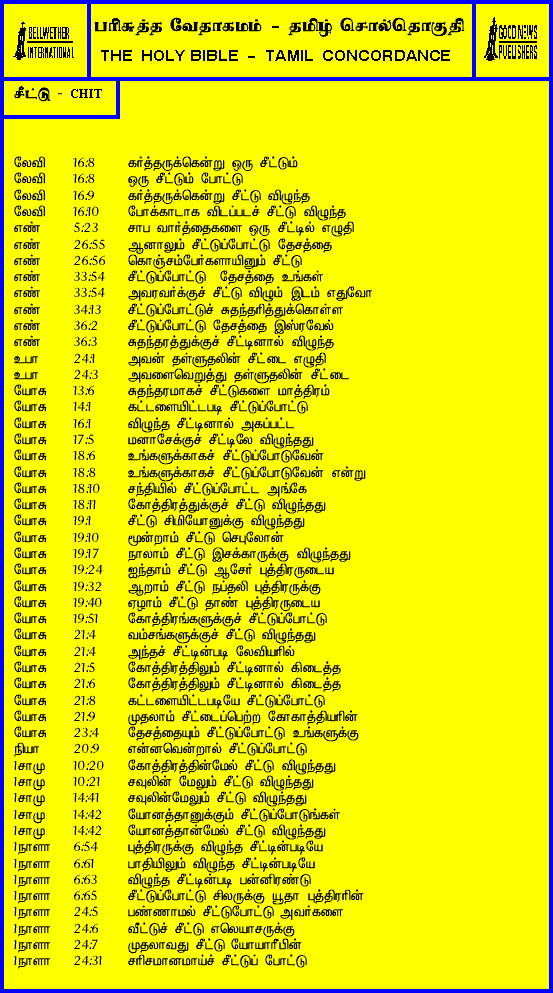 BELLWETHER
INTERNATIONAL
பரிசுத்த வேதாகமம் - தமிழ் சொல்தொகுதி
THE HOLY BIBLE - TAMIL CONCORDANCE
GOOD NEWS
PUBLISHERS
சீட்டு - CHIT
லேவி 16:8 கர்த்தருக்கென்று ஒரு சீட்டும்
லேவி 16:8 ஒரு சீட்டும் போட்டு
லேவி 16:9 கர்த்தருக்கென்று சீட்டு விழுந்த
லேவி 16:10 போக்காடாக விடப்படச் சீட்டு விழுந்த
எண் 5:23 சாப வார்த்தைகளை ஒரு சீட்டில் எழுதி
எண் 26:55 ஆனாலும் சீட்டுப்போட்டு தேசத்தை
எண் 26:56 கொஞ்சம்பேர்களாயினும் சீட்டு
எண் 33:54 சீட்டுப்போட்டு தேசத்தை உங்கள்
எண் 33:54 அவரவர்க்குச் சீட்டு விழும் இடம் எதுவோ
எண் 34:13 சீட்டுப்போட்டுச் சுதந்தரித்துக்கொள்ள
எண் 36:2 சீட்டுப்போட்டு தேசத்தை இஸ்ரவேல்
எண் 36:3 சுதந்தரத்துக்குச் சீட்டினால் விழுந்த
உபா 24:1 அவன் தள்ளுதலின் சீட்டை எழுதி
உபா 24:3 அவளைவெறுத்து தள்ளுதலின் சீட்டை
யோசு 13:6 சுதந்தரமாகச் சீட்டுகளை மாத்திரம்
யோசு 14:1 கட்டளையிட்டபடி சீட்டுப்போட்டு
யோசு 16:1 விழுந்த சீட்டினால் அகப்பட்ட
யோசு 17:5 மனாசேக்குச் சீட்டிலே விழுந்தது
யோசு 18:6 உங்களுக்காகச் சீட்டுப்போடுவேன்
யோசு 18:8 உங்களுக்காகச் சீட்டுப்போடுவேன் என்று
யோசு 18:10 சந்தியில் சீட்டுப்போட்ட அங்கே
யோசு 18:11 கோத்திரத்துக்குச் சீட்டு விழுந்தது
யோசு 19:1 சீட்டு சிமியோனுக்கு விழுந்தது
யோசு 19:10 மூன்றாம் சீட்டு செபுலோன்
யோசு 19:17 நாலாம் சீட்டு இசக்காருக்கு விழுந்தது
யோசு 19:24 ஐந்தாம் சீட்டு ஆசேர் புத்திரருடைய
யோசு 19:32 ஆறாம் சீட்டு நப்தலி புத்திரருக்கு
யோசு 19:40 ஏழாம் சீட்டு தாண் புத்திரருடைய
யோசு 19:51 கோத்திரங்களுக்குச் சீட்டுப்போட்டு
யோசு 21:4 வம்சங்களுக்குச் சீட்டு விழுந்தது
யோசு 21:4 அந்தச் சீட்டின்படி லேவியரில்
யோசு 21:5 கோத்திரத்திலும் சீட்டினால் கிடைத்த
யோசு 21:6 கோத்திரத்திலும் சீட்டினால் கிடைத்த
யோசு 21:8 கட்டளையிட்டபடியே சீட்டுப்போட்டு
யோசு 21:9 முதலாம் சீட்டைப்பெற்ற கோகாத்தியரின்
யோசு 23:4 தேசத்தையும் சீட்டுப்போட்டு உங்களுக்கு
நியா 20:9 என்னவென்றால் சீட்டுப்போட்டு
1சாமு 10:20 கோத்திரத்தின்மேல் சீட்டு விழுந்தது
1சாமு 10:21 சவுலின் மேலும் சீட்டு விழுந்தது
1சாமு 14:41 சவுலின்மேலும் சீட்டு விழுந்தது
1சாமு 14:42 யோனத்தானுக்கும் சீட்டுப்போடுங்கள்
1சாமு 14:42 யோனத்தான்மேல் சீட்டு விழுந்தது
1நாளா 6:54 புத்திரருக்கு விழுந்த சீட்டின்படியே
1நாளா 6:61 பாதியிலும் விழுந்த சீட்டின்படியே
1நாளா 6:63 விழுந்த சீட்டின்படி பன்னிரண்டு
1நாளா 6:65 சீட்டுப்போட்டு சிலருக்கு யூதா புத்திரரின்
1நாளா 24:5 பண்ணாமல் சீட்டுபோட்டு அவர்களை
1நாளா 24:6 வீட்டுச் சீட்டு எலெயாசருக்கு
1நாளா 24:7 முதலாவது சீட்டு யோயாரீபின்
1நாளா 24:31 சரிசமானமாய்ச் சீட்டுப் போட்டு